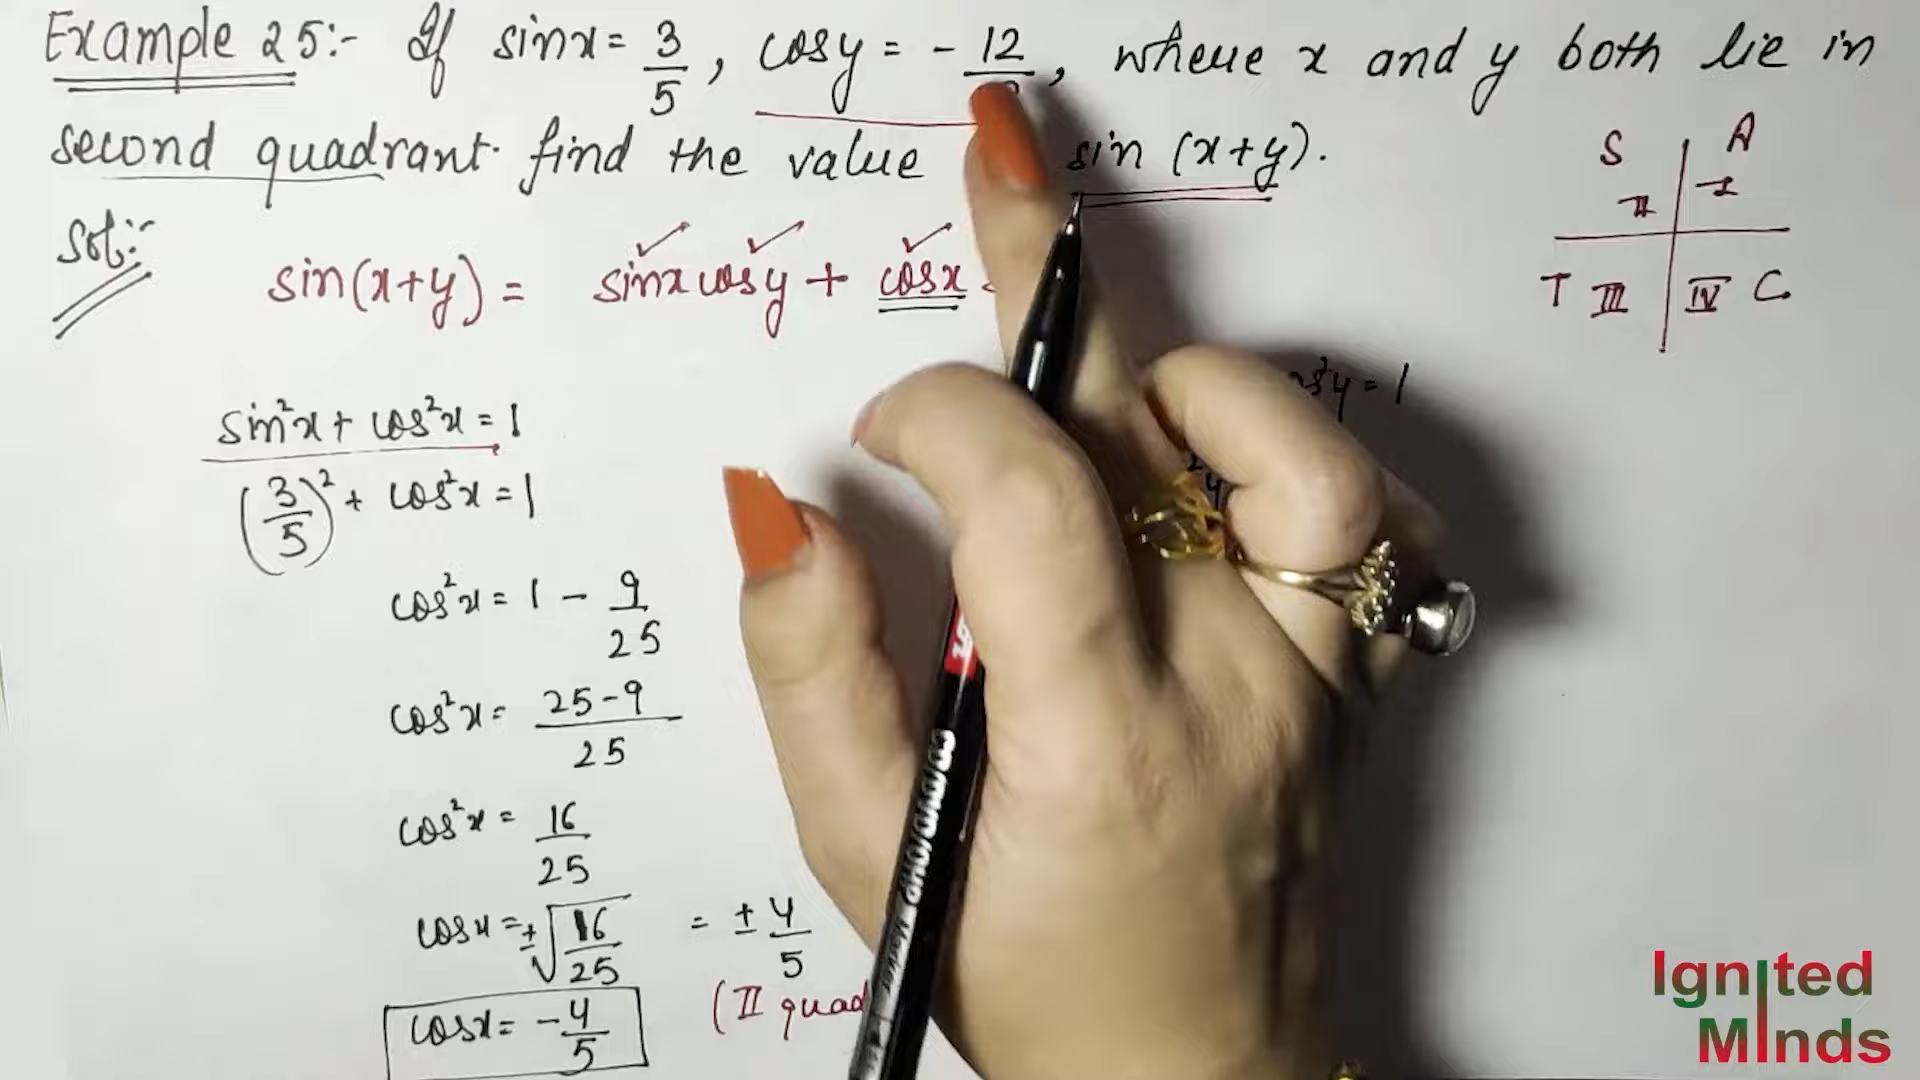 Example 25:- If sinx = 3/5, cosy = - 12, where x and y both lie in
second quadrant. find the value sin (x+y).
S A
II I
T III IV C
Sol:-
sin(x+y) = sinx cosy + cosx
sin²x + cos²x = 1
(3/5)² + cos²x = 1
cos²x = 1 - 9/25
cos²x = 25-9/25
cos²x = 16/25
cosx = ±√16/25 = ± 4/5
cosx = -4/5 (II quad
y = 1
Ignited
Minds